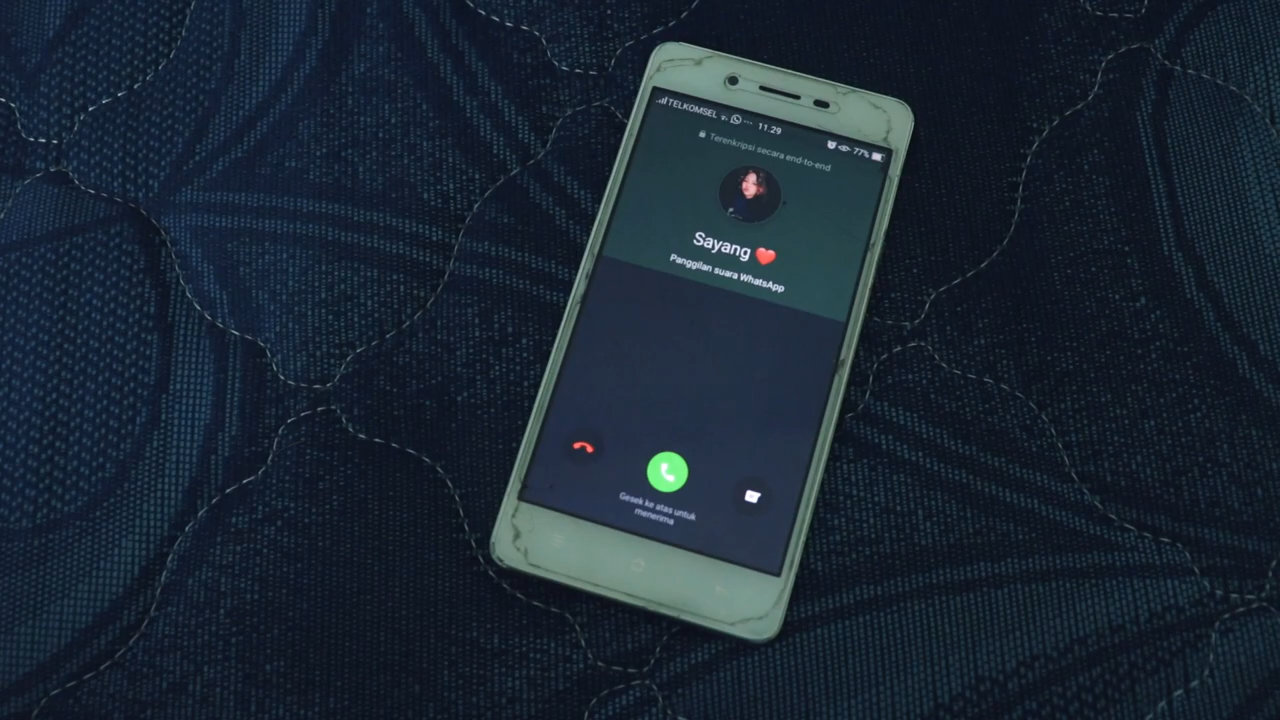 TELKOMSEL 11.29 77%
Terenkripsi secara end-to-end
Sayang ❤️
Panggilan suara WhatsApp
Gesek ke atas untuk
menerima